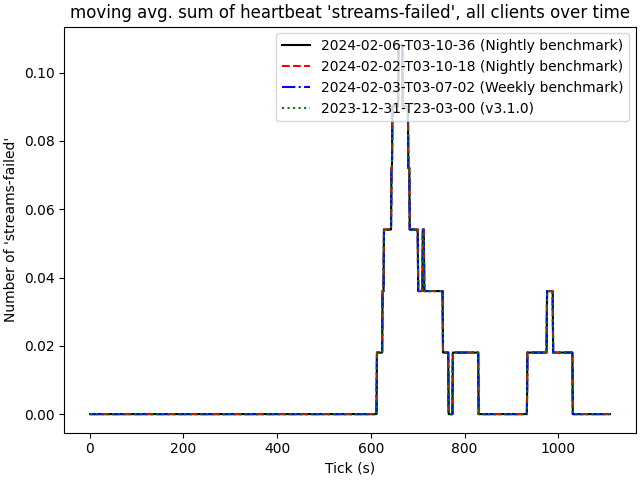 moving avg. sum of heartbeat 'streams-failed', all clients over time
2024-02-06-T03-10-36 (Nightly benchmark)
2024-02-02-T03-10-18 (Nightly benchmark)
2024-02-03-T03-07-02 (Weekly benchmark)
2023-12-31-T23-03-00 (v3.1.0)
Number of 'streams-failed'
0.10
0.08
0.06
0.04
0.02
0.00
0 200 400 600 800 1000
Tick (s)